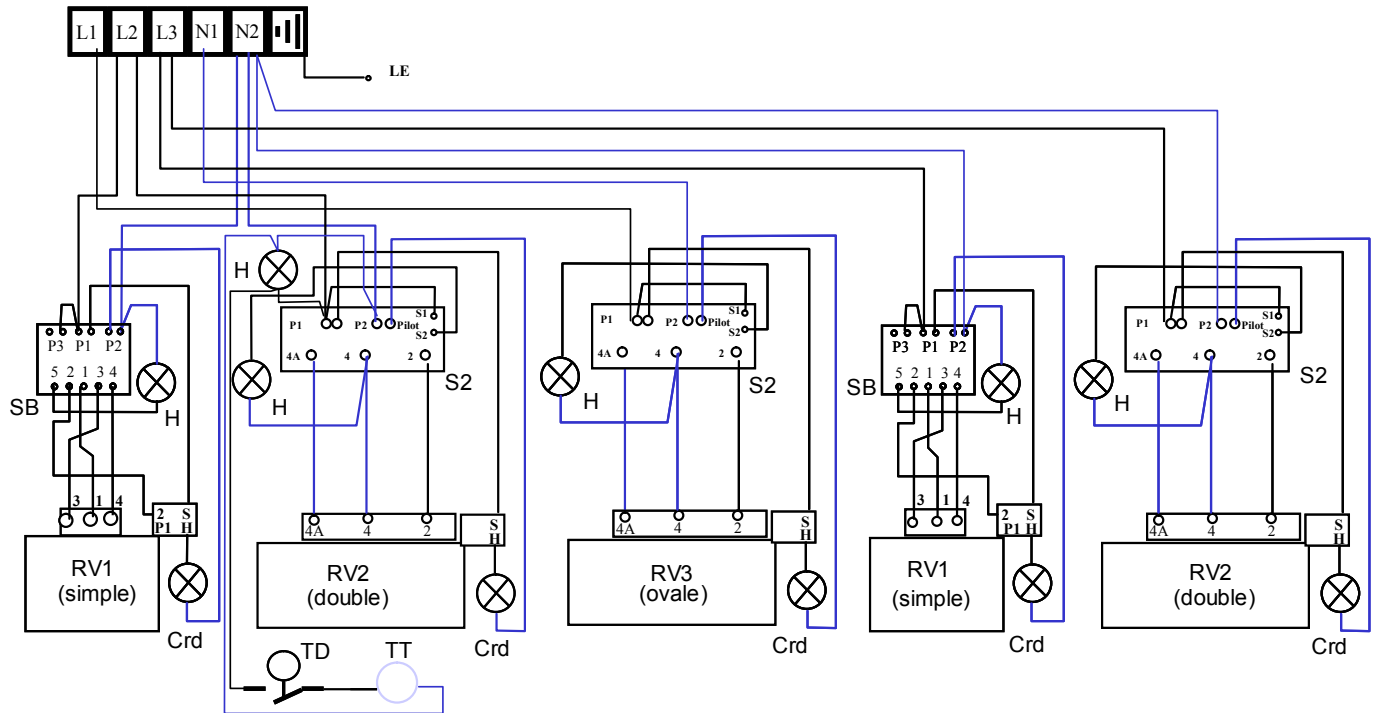 L1 L2 L3 N1 N2
LE
H
P1 P2 Pilot S1
S2
4A 4 2
S2
H
P1 P2 Pilot S1
S2
4A 4 2
S2
H
P1 P2 Pilot S1
S2
4A 4 2
S2
H
P3 P1 P2
5 2 1 3 4
SB
H
P3 P1 P2
5 2 1 3 4
SB
H
3 1 4
2 S
P1 H
RV1
(simple)
Crd
4A 4 2
S
H
RV2
(double)
Crd
4A 4 2
S
H
RV3
(ovale)
Crd
3 1 4
2 S
P1 H
RV1
(simple)
Crd
4A 4 2
S
H
RV2
(double)
Crd
TD TT